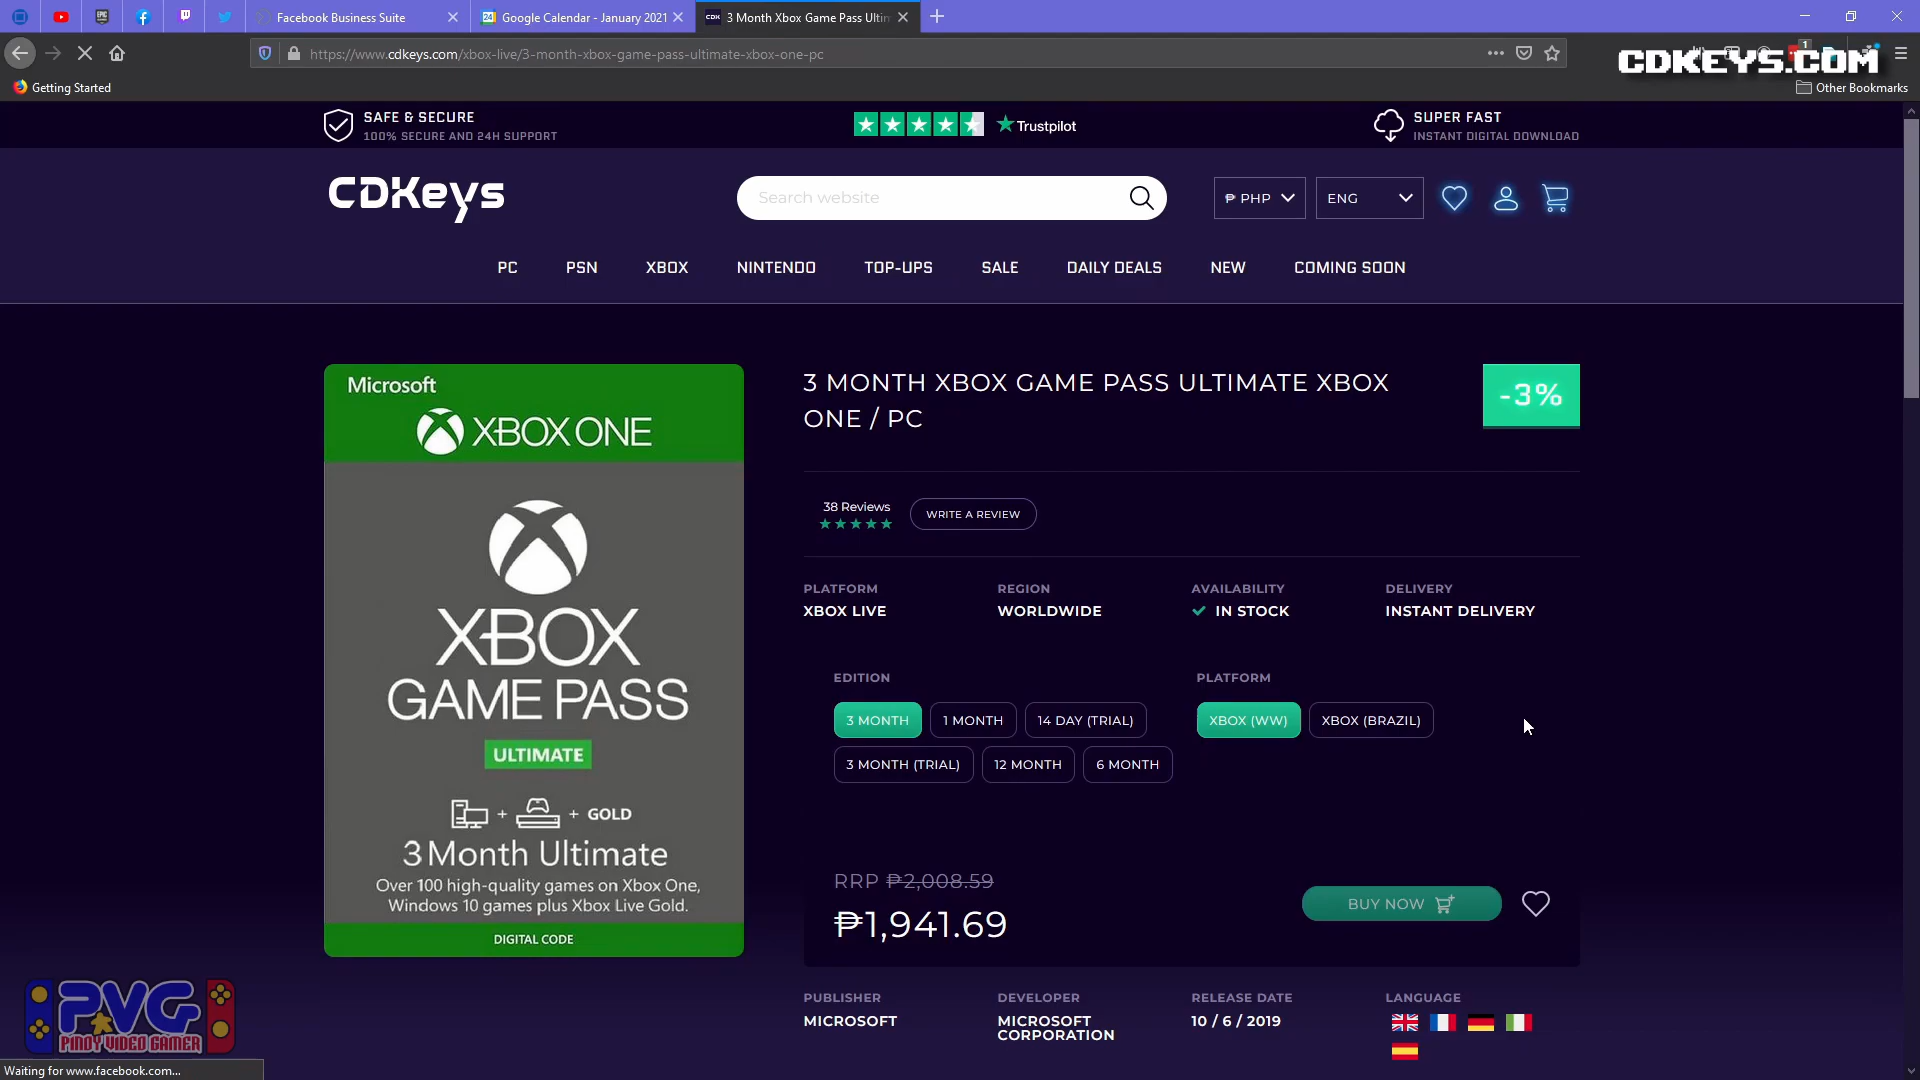 Facebook Business Suite
Google Calendar - January 2021
CDK 3 Month Xbox Game Pass Ultim
https://www.cdkeys.com/xbox-live/3-month-xbox-game-pass-ultimate-xbox-one-pc
CDKEYS.COM
Getting Started
Other Bookmarks
SAFE & SECURE
100% SECURE AND 24H SUPPORT
Trustpilot
SUPER FAST
INSTANT DIGITAL DOWNLOAD
CDKeys
Search website
₱ PHP
ENG
PC
PSN
XBOX
NINTENDO
TOP-UPS
SALE
DAILY DEALS
NEW
COMING SOON
Microsoft
XBOX ONE
XBOX
GAME PASS
ULTIMATE
+ + GOLD
3 Month Ultimate
Over 100 high-quality games on Xbox One,
Windows 10 games plus Xbox Live Gold.
DIGITAL CODE
3 MONTH XBOX GAME PASS ULTIMATE XBOX
ONE / PC
-3%
38 Reviews
WRITE A REVIEW
PLATFORM
XBOX LIVE
REGION
WORLDWIDE
AVAILABILITY
IN STOCK
DELIVERY
INSTANT DELIVERY
EDITION
3 MONTH
1 MONTH
14 DAY (TRIAL)
3 MONTH (TRIAL)
12 MONTH
6 MONTH
PLATFORM
XBOX (WW)
XBOX (BRAZIL)
RRP ₱2,008.59
₱1,941.69
BUY NOW
PUBLISHER
MICROSOFT
DEVELOPER
MICROSOFT
CORPORATION
RELEASE DATE
10 / 6 / 2019
LANGUAGE
PVG
PINOY VIDEO GAMER
Waiting for www.facebook.com...